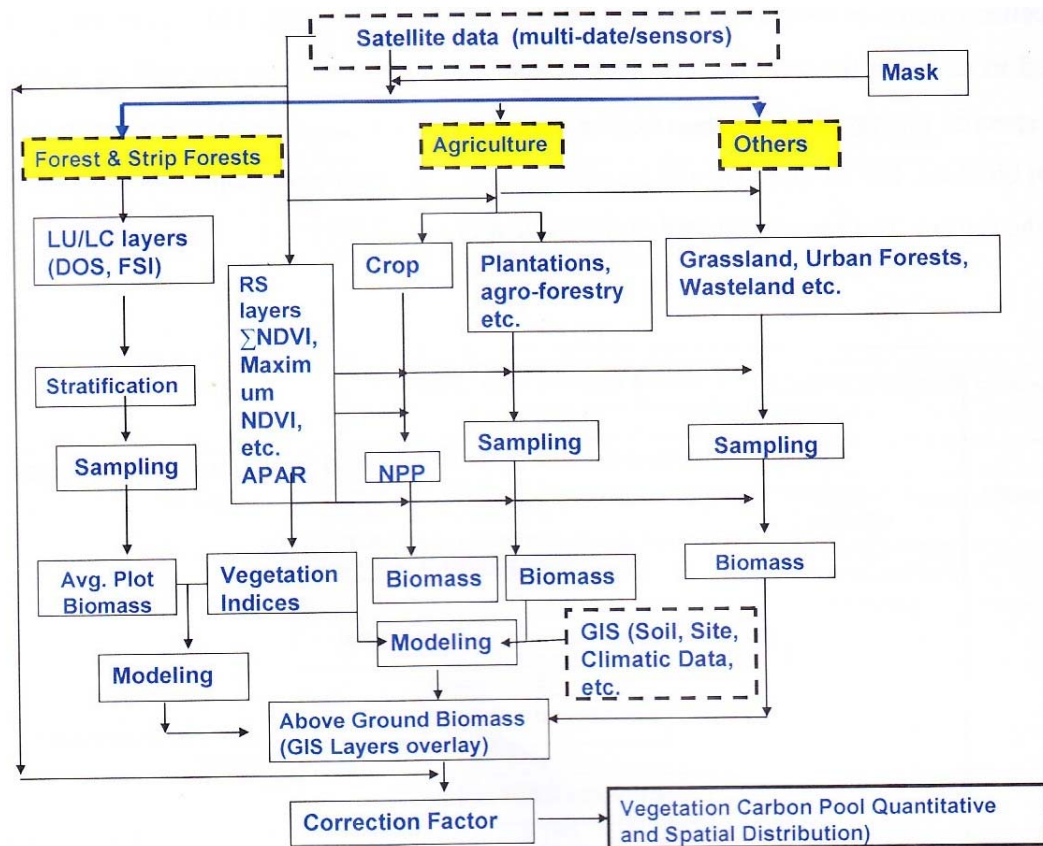 Satellite data (multi-date/sensors)
Mask
Forest & Strip Forests
Agriculture
Others
LU/LC layers
(DOS, FSI)
RS
layers
∑NDVI,
Maxim
um
NDVI,
etc.
APAR
Crop
Plantations,
agro-forestry
etc.
Grassland, Urban Forests,
Wasteland etc.
Stratification
Sampling
NPP
Sampling
Sampling
Avg. Plot
Biomass
Vegetation
Indices
Biomass
Biomass
Biomass
Modeling
Modeling
GIS (Soil, Site,
Climatic Data,
etc.
Above Ground Biomass
(GIS Layers overlay)
Correction Factor
Vegetation Carbon Pool Quantitative
and Spatial Distribution)